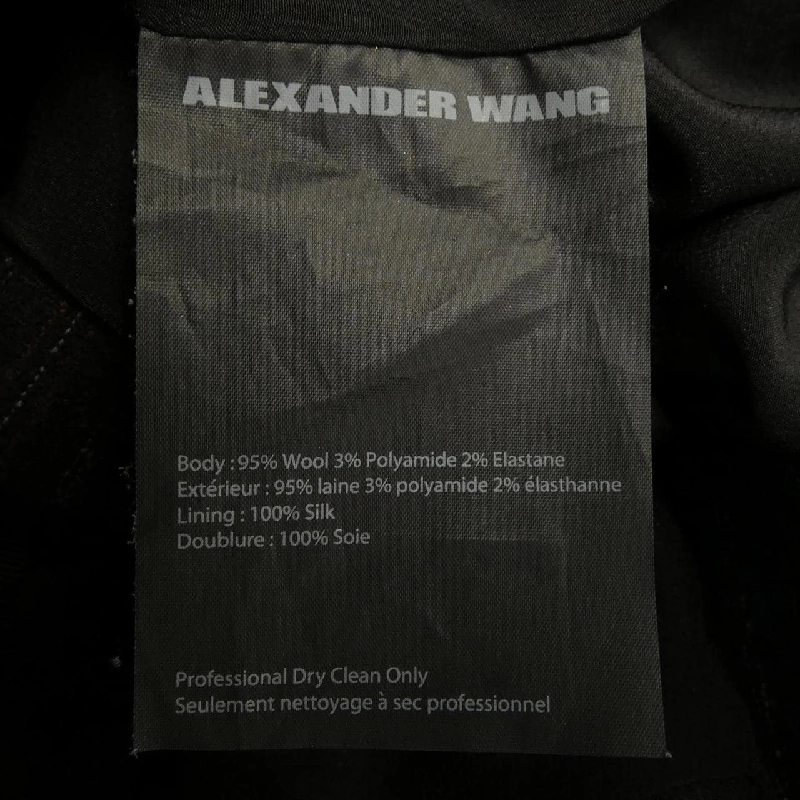 ALEXANDER WANG
Body : 95% Wool 3% Polyamide 2% Elastane
Extérieur : 95% laine 3% polyamide 2% élasthanne
Lining : 100% Silk
Doublure : 100% Soie
Professional Dry Clean Only
Seulement nettoyage à sec professionnel